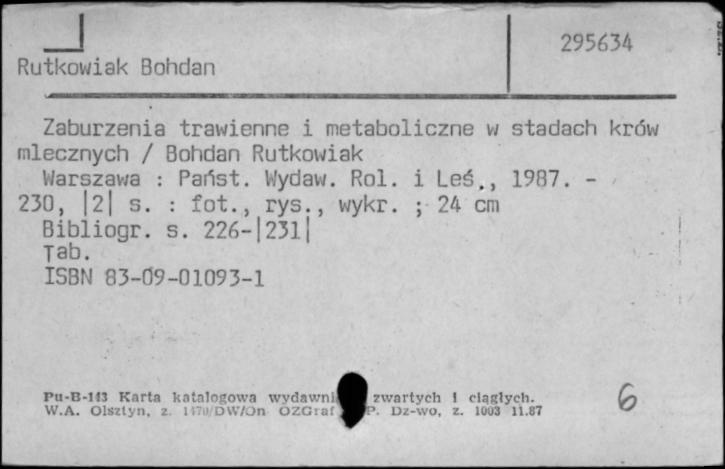 295634
Rutkowiak Bohdan
Zaburzenia trawienne i metaboliczne w stadach krów
mlecznych / Bohdan Rutkowiak
Warszawa : Państ. Wydaw. Rol. i Leś., 1987. -
230, |2| s. : fot., rys., wykr. ; 24 cm
Bibliogr. s. 226-|231|
Tab.
ISBN 83-09-01093-1
Pu-B-113 Karta katalogowa zwartych i ciągłych.
W.A. Olsztyn, z. 1470/DW/On OZGraf P. Dz-wo, z. 1003 11.87
6